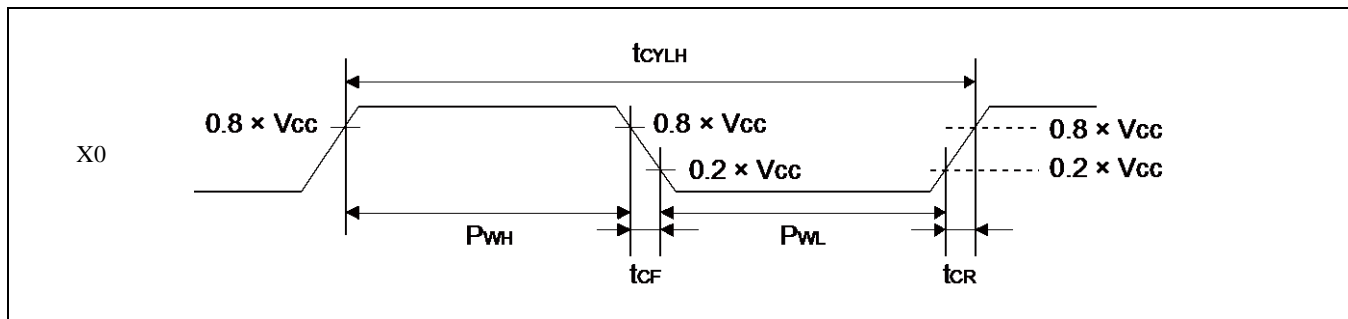 tCYLH
0.8 × VCC
0.8 × VCC
0.8 × VCC
X0
0.2 × VCC
0.2 × VCC
PWH
PWL
tCF
tCR